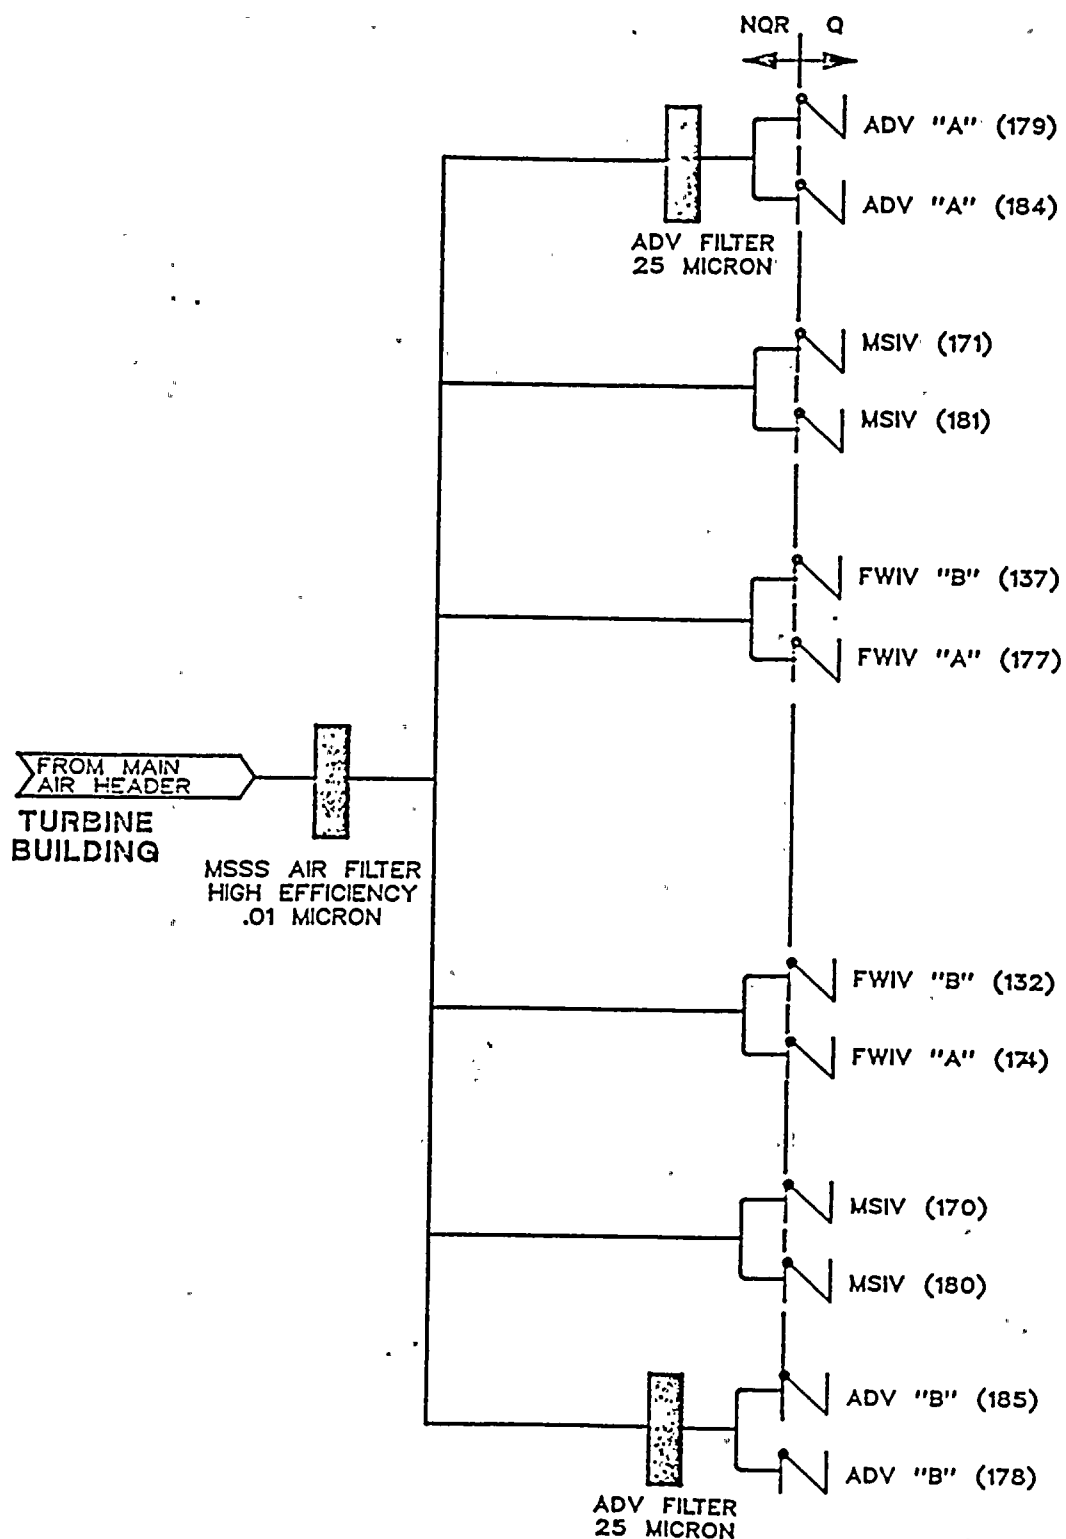 NQR Q
ADV "A" (179)
ADV "A" (184)
ADV FILTER
25 MICRON
MSIV (171)
MSIV (181)
FWIV "B" (137)
FWIV "A" (177)
FROM MAIN
AIR HEADER
TURBINE
BUILDING
MSSS AIR FILTER
HIGH EFFICIENCY
.01 MICRON
FWIV "B" (132)
FWIV "A" (174)
MSIV (170)
MSIV (180)
ADV "B" (185)
ADV "B" (178)
ADV FILTER
25 MICRON